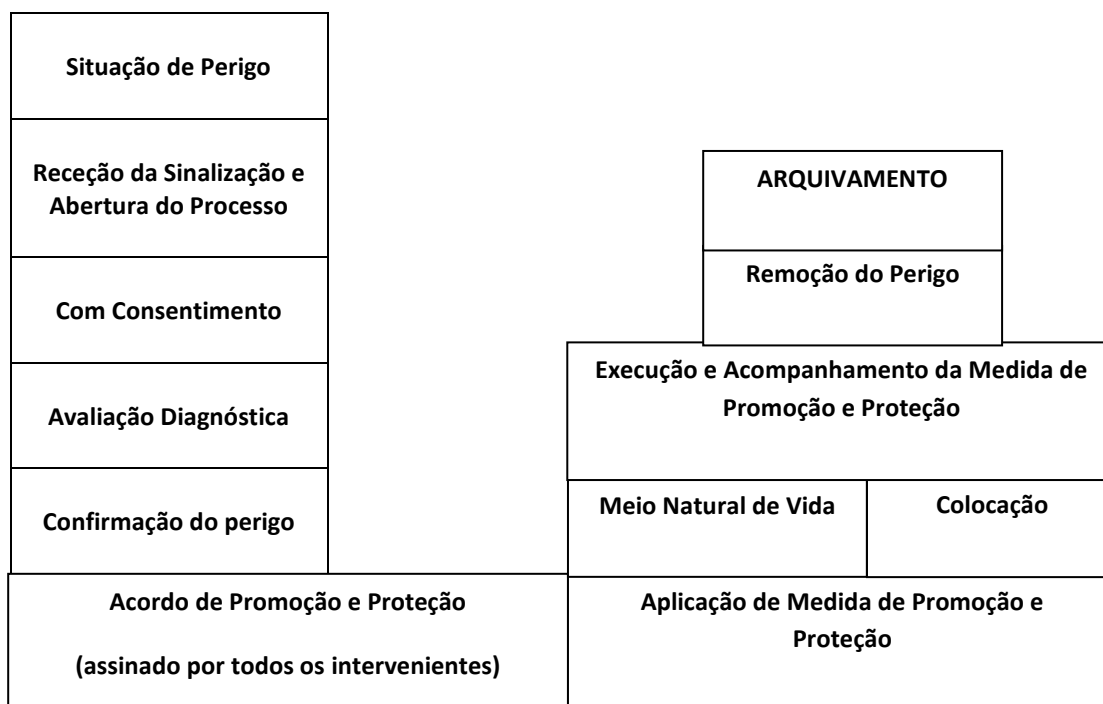 Situação de Perigo
Receção da Sinalização e
Abertura do Processo
Com Consentimento
Avaliação Diagnóstica
Confirmação do perigo
Acordo de Promoção e Proteção
(assinado por todos os intervenientes)
ARQUIVAMENTO
Remoção do Perigo
Execução e Acompanhamento da Medida de
Promoção e Proteção
Meio Natural de Vida
Colocação
Aplicação de Medida de Promoção e
Proteção